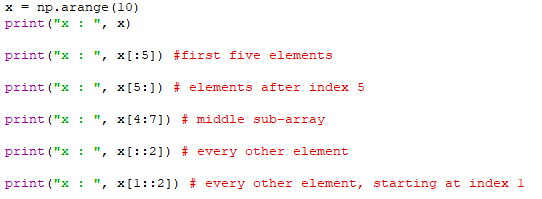 x = np.arange(10)
print("x : ", x)
print("x : ", x[:5]) #first five elements
print("x : ", x[5:]) # elements after index 5
print("x : ", x[4:7]) # middle sub-array
print("x : ", x[::2]) # every other element
print("x : ", x[1::2]) # every other element, starting at index 1